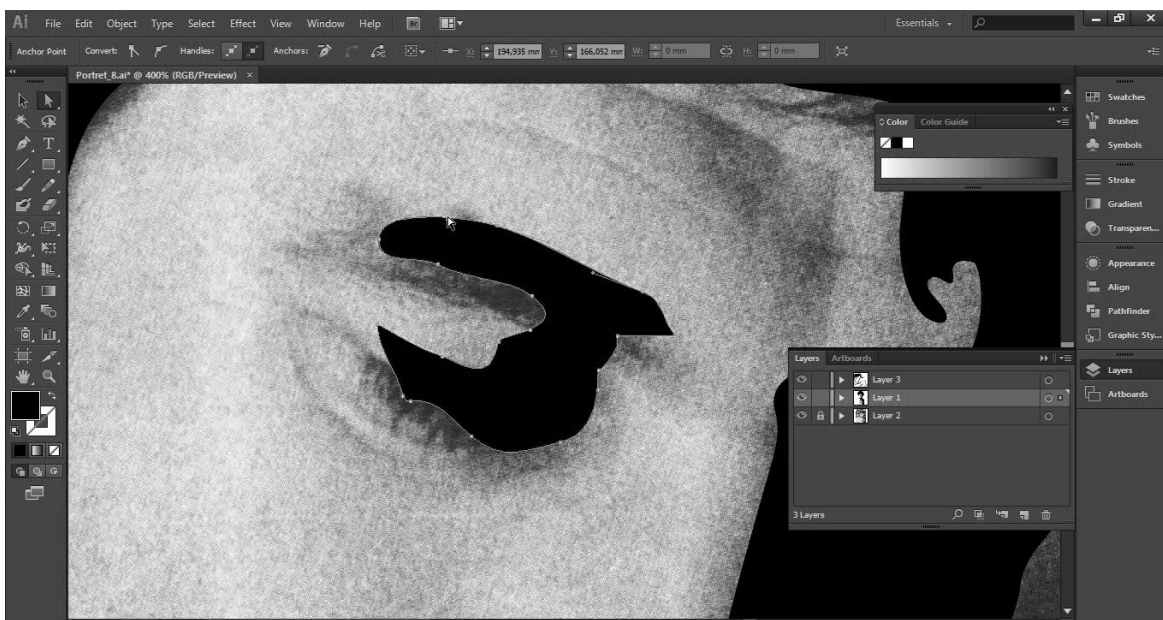 Ai File Edit Object Type Select Effect View Window Help Br Essentials
Anchor Point Convert: Handles: Anchors: X: 194,935 mm Y: 166,052 mm W: 0 mm H: 0 mm
Portret_8.ai* @ 400% (RGB/Preview) ×
Color Color Guide
Swatches
Brushes
Symbols
Stroke
Gradient
Transparen...
Appearance
Align
Pathfinder
Graphic Sty...
Layers
Artboards
Layers Artboards
Layer 3
Layer 1
Layer 2
3 Layers